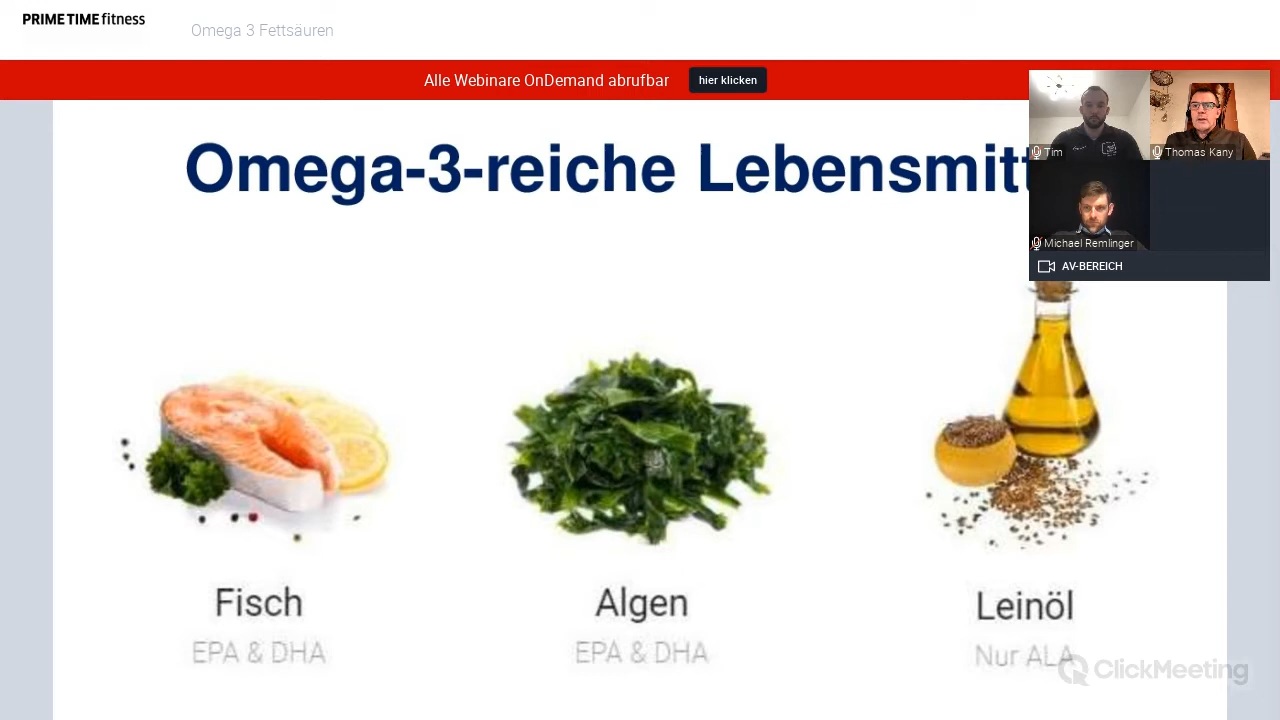 PRIME TIME fitness
Omega 3 Fettsäuren
Alle Webinare OnDemand abrufbar
hier klicken
Tim
Thomas Kany
Michael Remlinger
AV-BEREICH
Omega-3-reiche Lebensmitt
Fisch
Algen
Leinöl
EPA & DHA
EPA & DHA
Nur ALA
ClickMeeting